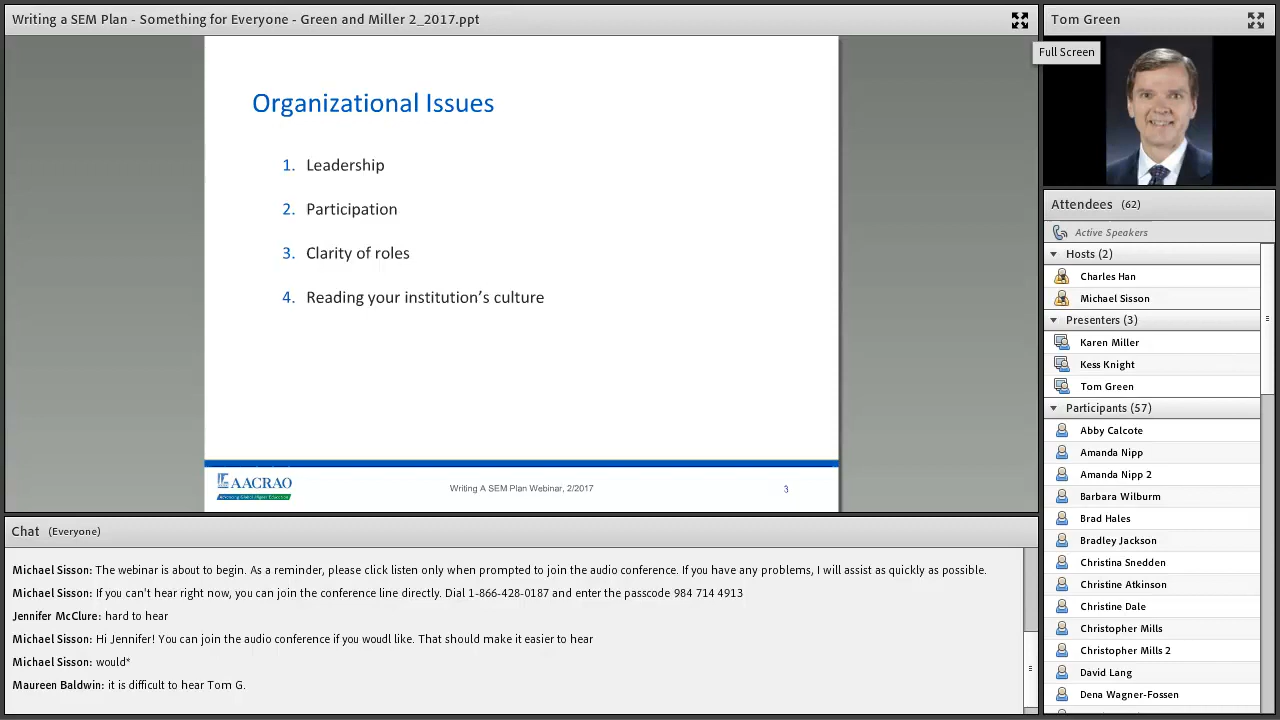 Writing a SEM Plan - Something for Everyone - Green and Miller 2_2017.ppt
Organizational Issues
1. Leadership
2. Participation
3. Clarity of roles
4. Reading your institution's culture
AACRAO
Advancing Global Higher Education
Writing A SEM Plan Webinar, 2/2017
3
Chat (Everyone)
Michael Sisson: The webinar is about to begin. As a reminder, please click listen only when prompted to join the audio conference. If you have any problems, I will assist as quickly as possible.
Michael Sisson: If you can't hear right now, you can join the conference line directly. Dial 1-866-428-0187 and enter the passcode 984 714 4913
Jennifer McClure: hard to hear
Michael Sisson: Hi Jennifer! You can join the audio conference if you woudl like. That should make it easier to hear
Michael Sisson: would*
Maureen Baldwin: it is difficult to hear Tom G.
Tom Green
Full Screen
Attendees (62)
Active Speakers
Hosts (2)
Charles Han
Michael Sisson
Presenters (3)
Karen Miller
Kess Knight
Tom Green
Participants (57)
Abby Calcote
Amanda Nipp
Amanda Nipp 2
Barbara Wilburm
Brad Hales
Bradley Jackson
Christina Snedden
Christine Atkinson
Christine Dale
Christopher Mills
Christopher Mills 2
David Lang
Dena Wagner-Fossen